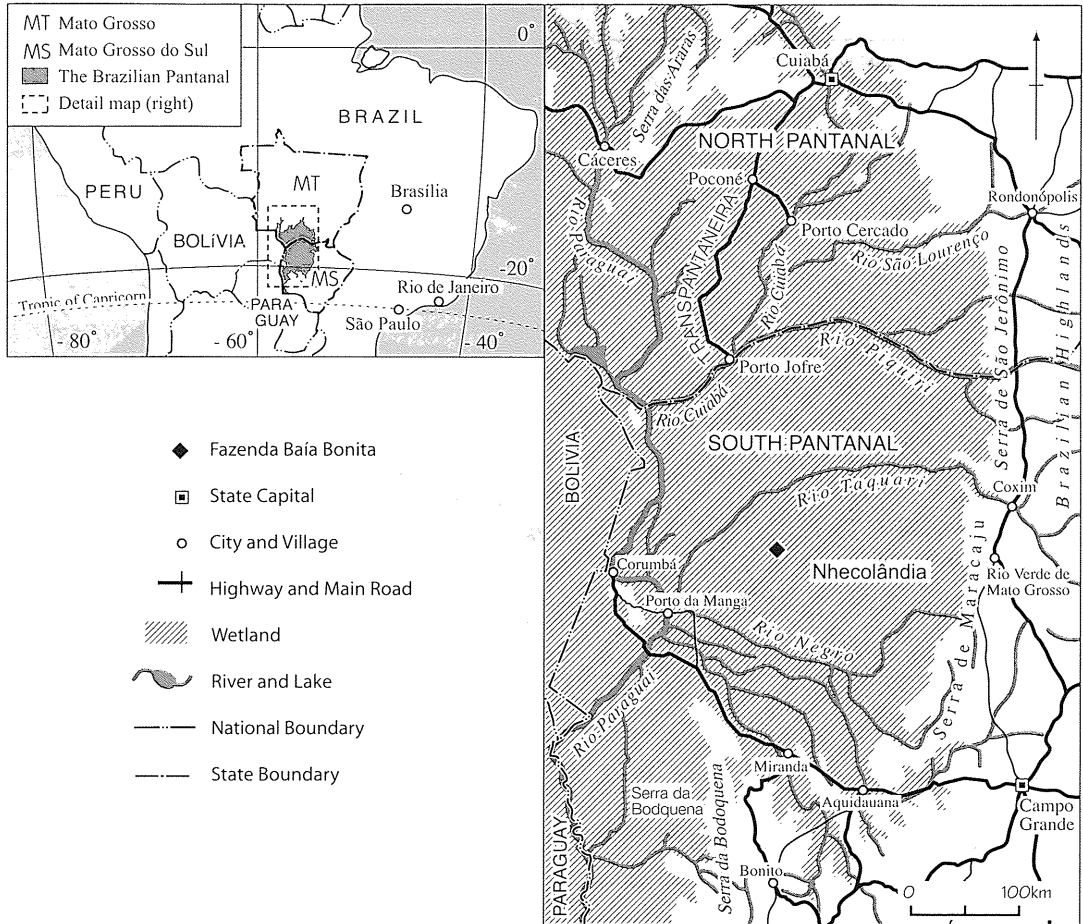 MT Mato Grosso
MS Mato Grosso do Sul
The Brazilian Pantanal
Detail map (right)
0°
BRAZIL
PERU
MT
Brasília
BOLíVIA
MS
-20°
Tropic of Capricorn
Rio de Janeiro
PARA
GUAY
São Paulo
- 80°
- 60°
- 40°
Fazenda Baía Bonita
State Capital
City and Village
Highway and Main Road
Wetland
River and Lake
National Boundary
State Boundary
Cuiabá
Serra das Araras
NORTH PANTANAL
Cáceres
Poconé
Rondonópolis
Rio Paraguai
TRANSPANTANEIRA
Porto Cercado
Rio Cuiabá
Rio São Lourenço
Serra de São Jerônimo
Brazilian Highlands
Rio Piquiri
Porto Jofre
Rio Cuiabá
SOUTH PANTANAL
BOLIVIA
Rio Taquari
Coxim
Corumbá
Nhecolândia
Rio Verde de
Mato Grosso
Porto da Manga
Rio Negro
Serra de Maracaju
Rio Paraguai
Miranda
Serra da
Bodquena
Serra da Bodoquena
Aquidauana
Campo
Grande
PARAGUAY
Bonito
0 100km